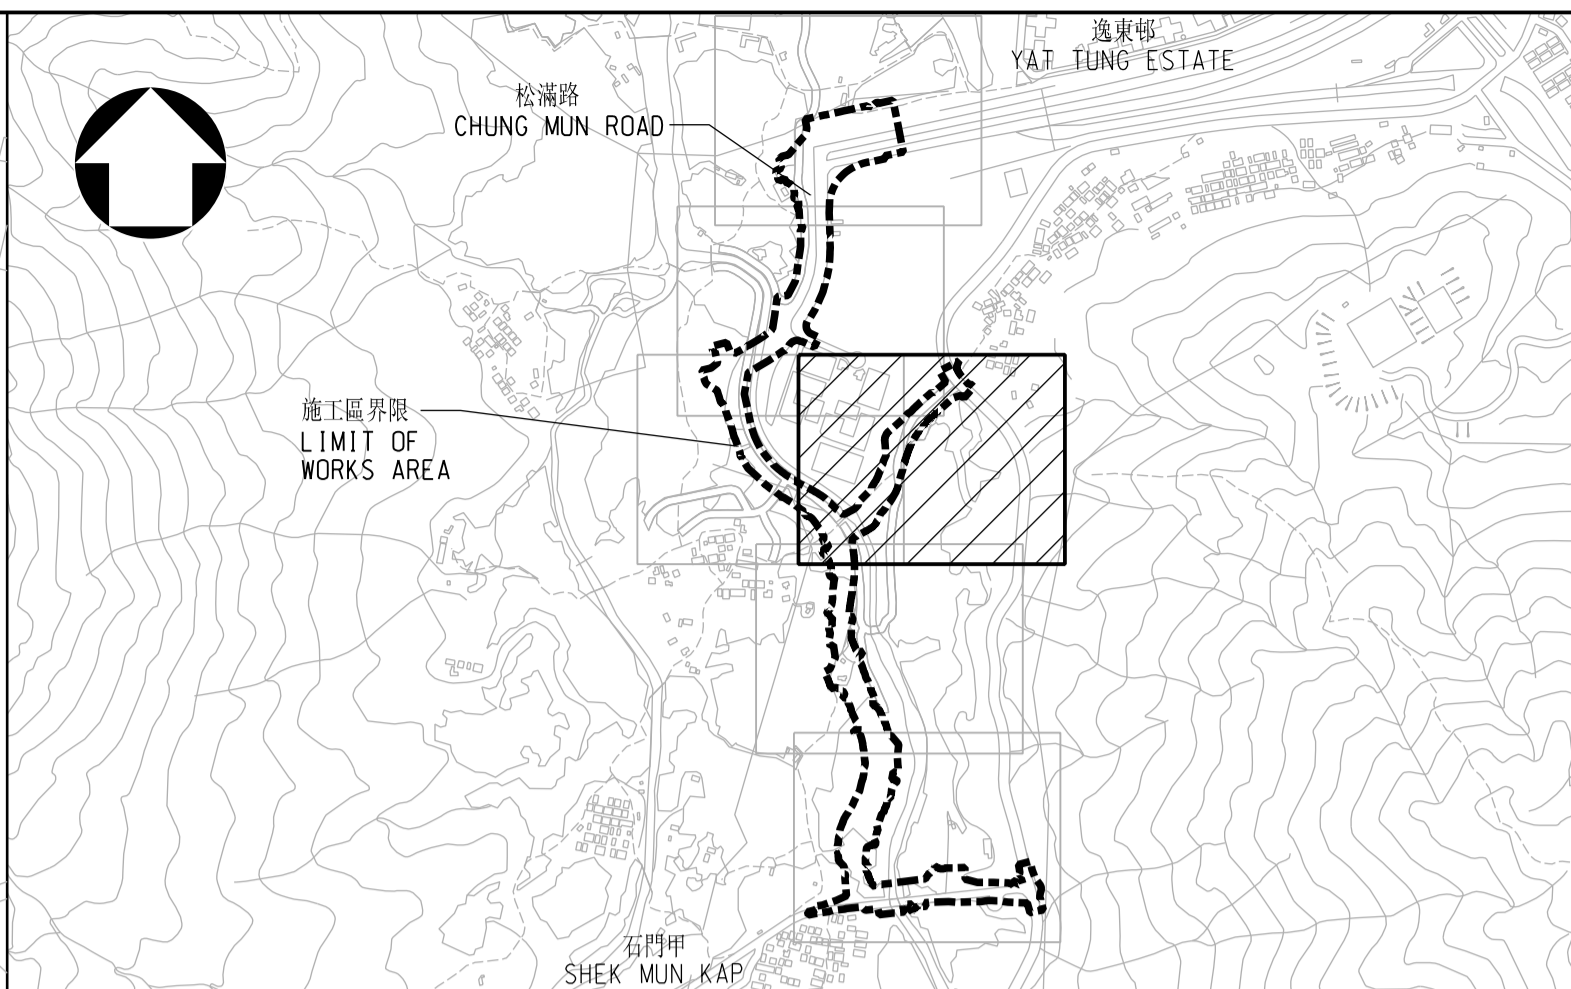 逸東邨
YAT TUNG ESTATE
松滿路
CHUNG MUN ROAD
施工區界限
LIMIT OF
WORKS AREA
石門甲
SHEK MUN KAP